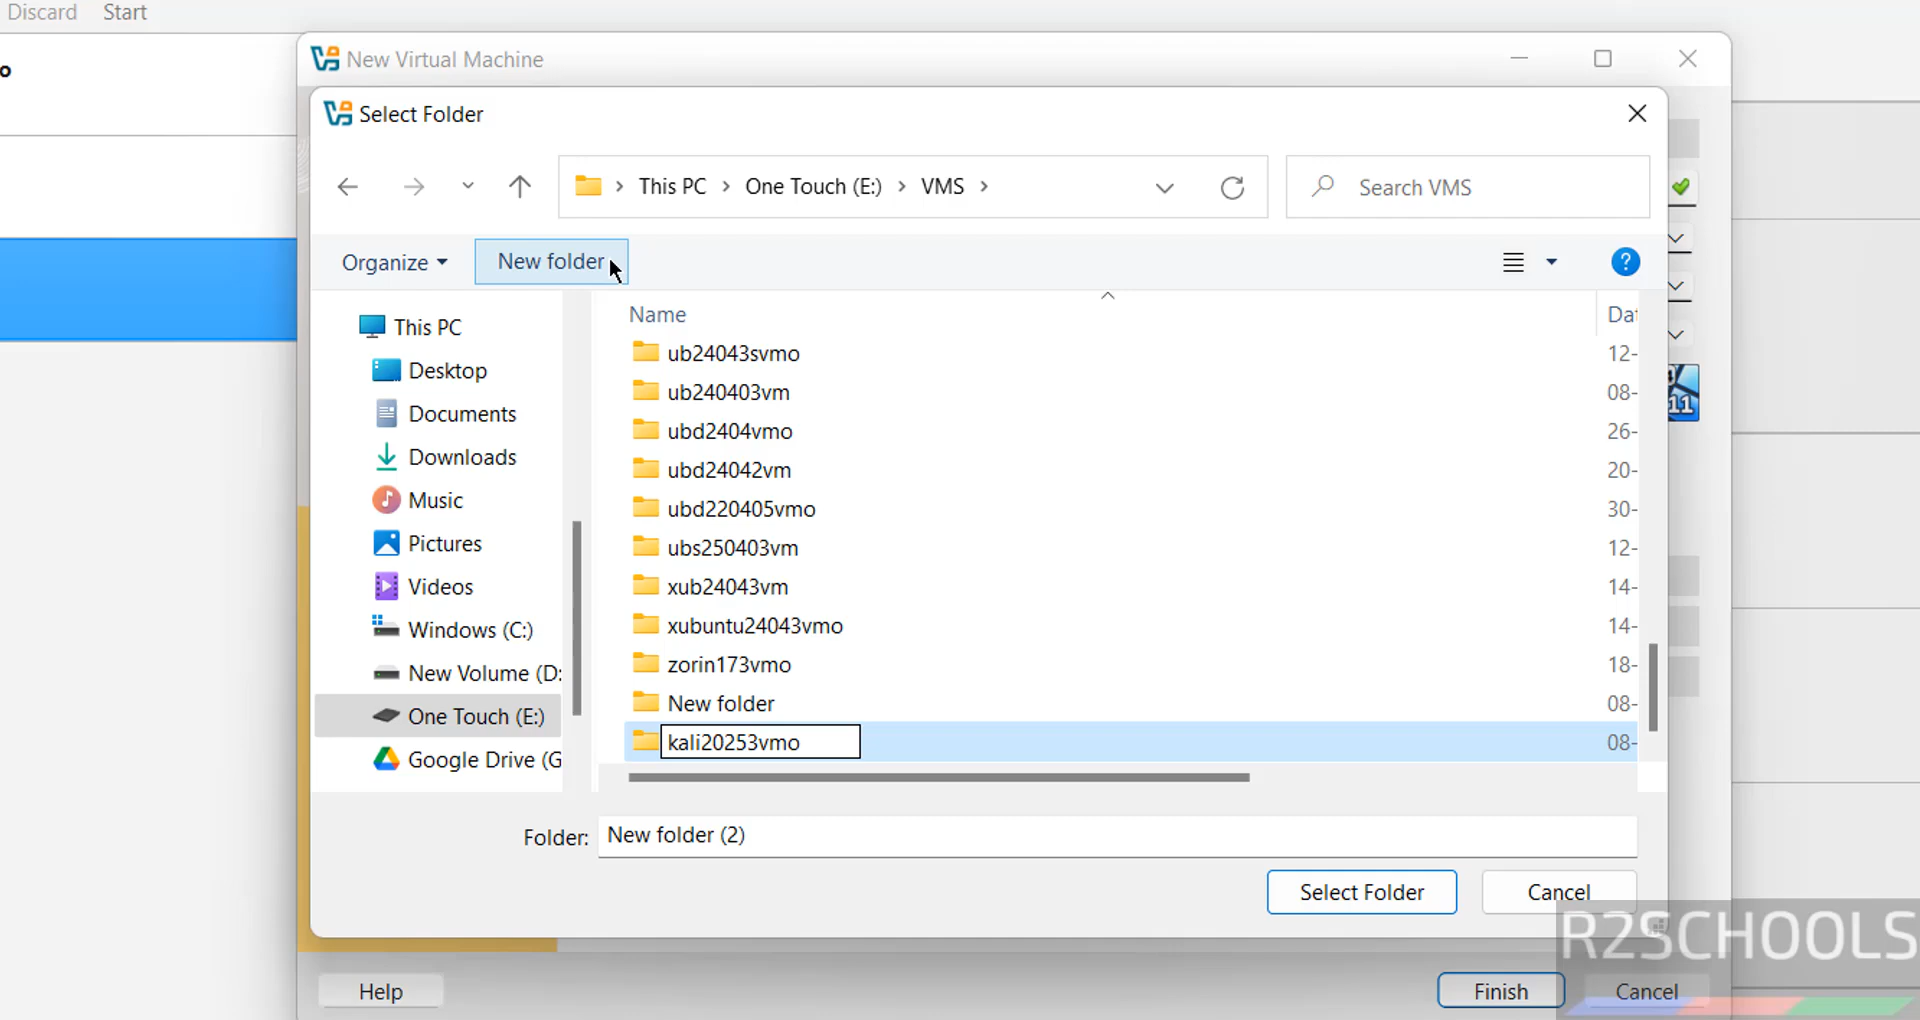 Discard Start
o
New Virtual Machine
Select Folder
This PC > One Touch (E:) > VMS >
Search VMS
Organize
New folder
?
This PC
Desktop
Documents
Downloads
Music
Pictures
Videos
Windows (C:)
New Volume (D:
One Touch (E:)
Google Drive (G
Name
Dat
ub24043svmo 12-
ub240403vm 08-
ubd2404vmo 26-
ubd24042vm 20-
ubd220405vmo 30-
ubs250403vm 12-
xub24043vm 14-
xubuntu24043vmo 14-
zorin173vmo 18-
New folder 08-
kali20253vmo 08-
11
Folder: New folder (2)
Select Folder
Cancel
R2SCHOOLS
Help
Finish
Cancel